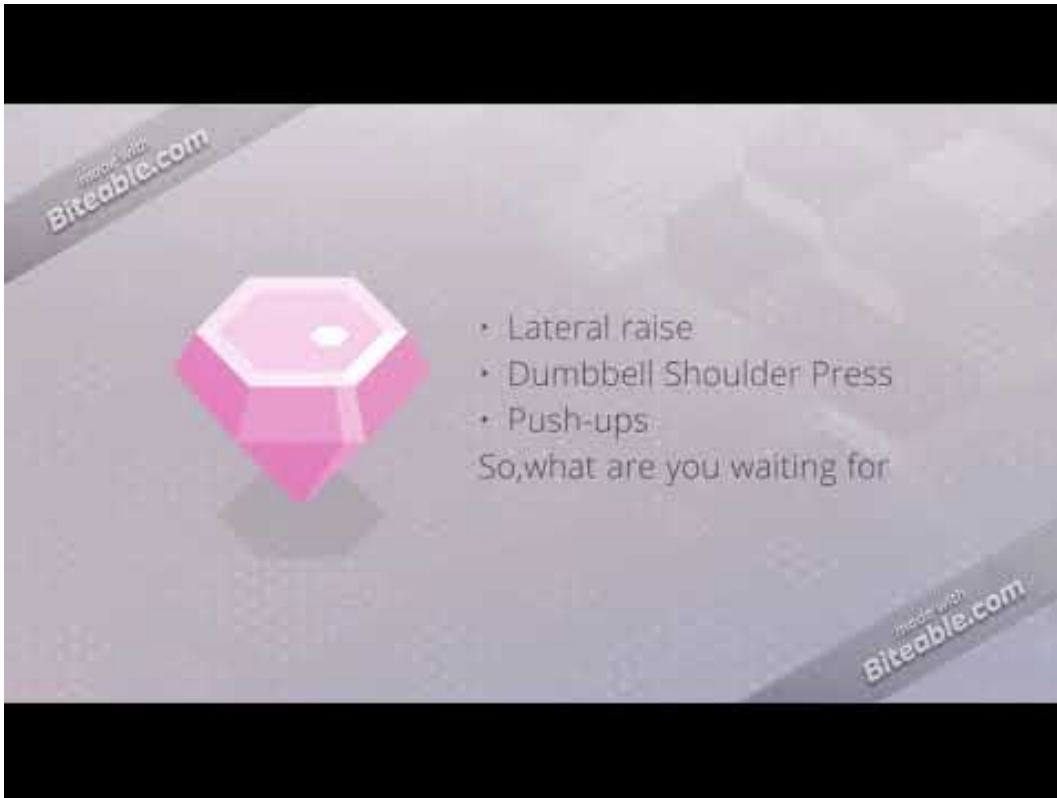 made with
Biteable.com
• Lateral raise
• Dumbbell Shoulder Press
• Push-ups
So,what are you waiting for
made with
Biteable.com